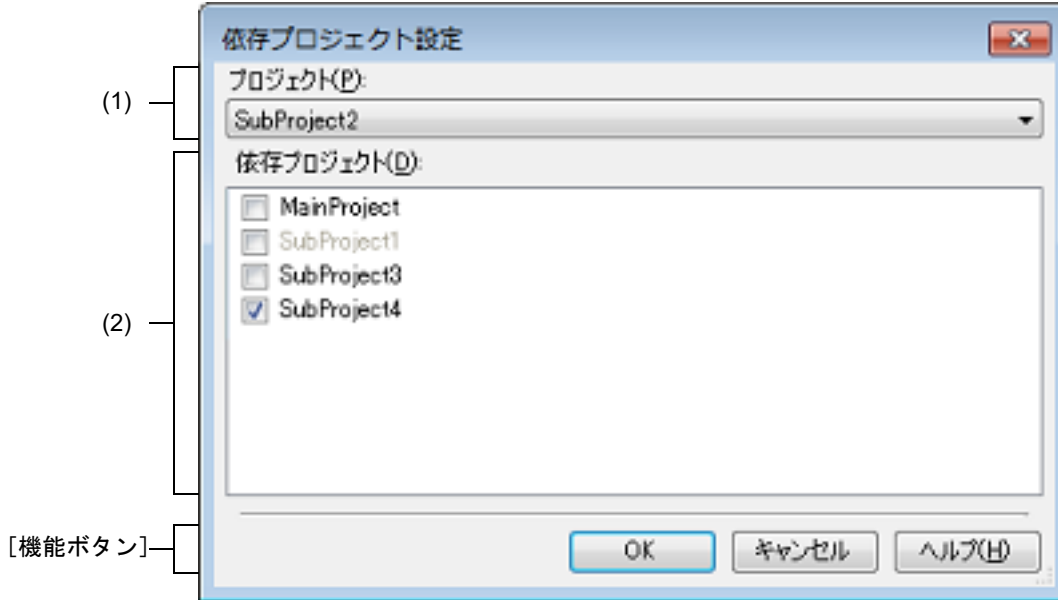 依存プロジェクト設定
(1)
プロジェクト(P):
SubProject2
依存プロジェクト(D):
MainProject
SubProject1
SubProject3
(2)
SubProject4
[機能ボタン]
OK
キャンセル
ヘルプ(H)